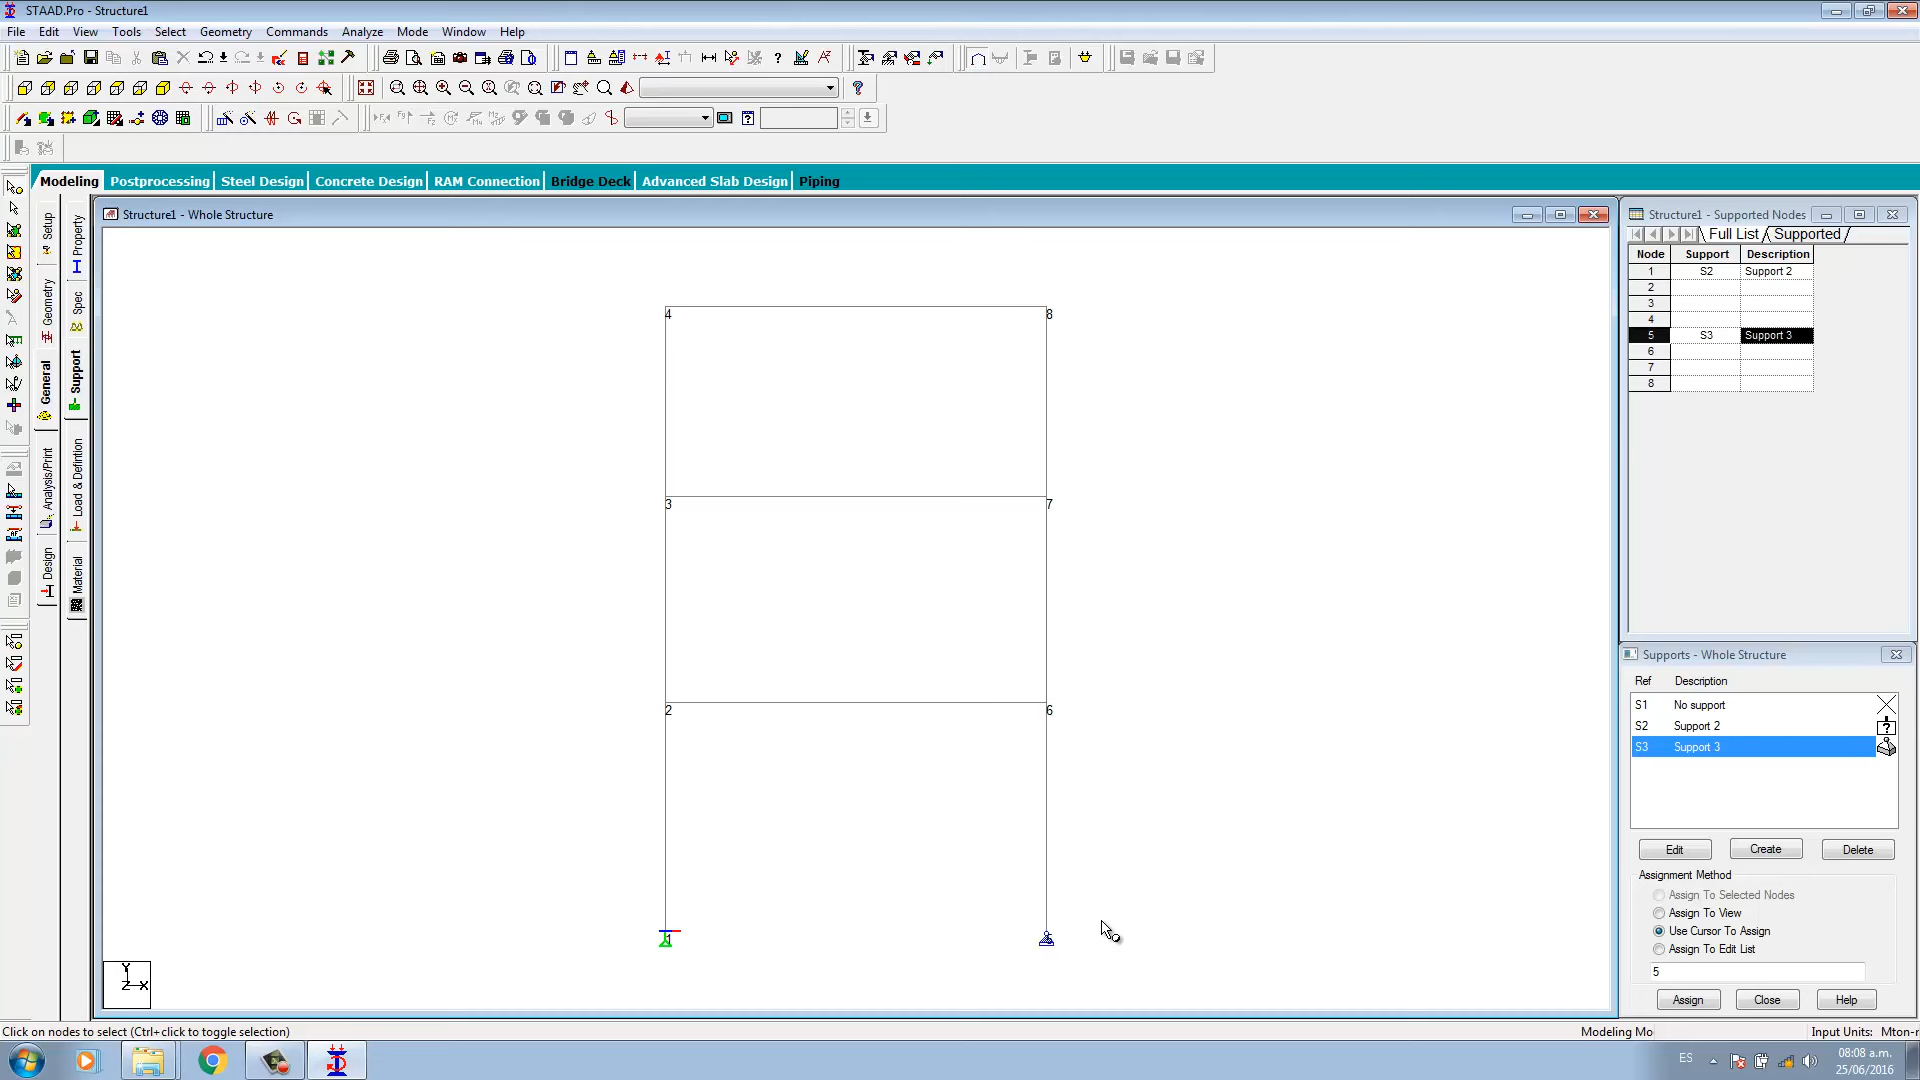 STAAD.Pro - Structure1
File Edit View Tools Select Geometry Commands Analyze Mode Window Help
Modeling Postprocessing Steel Design Concrete Design RAM Connection Bridge Deck Advanced Slab Design Piping
Setup
Geometry
General
Analysis/Print
Design
Property
Spec
Support
Load & Defintion
Material
Structure1 - Whole Structure
4 8
3 7
2 6
1
Y
Z X
Structure1 - Supported Nodes
Full List Supported
Node Support Description
1 S2 Support 2
2
3
4
5 S3 Support 3
6
7
8
Supports - Whole Structure
Ref Description
S1 No support
S2 Support 2
S3 Support 3
Edit Create Delete
Assignment Method
Assign To Selected Nodes
Assign To View
Use Cursor To Assign
Assign To Edit List
5
Assign Close Help
Click on nodes to select (Ctrl+click to toggle selection)
Modeling Mo
Input Units: Mton-r
ES
08:08 a.m.
25/06/2016